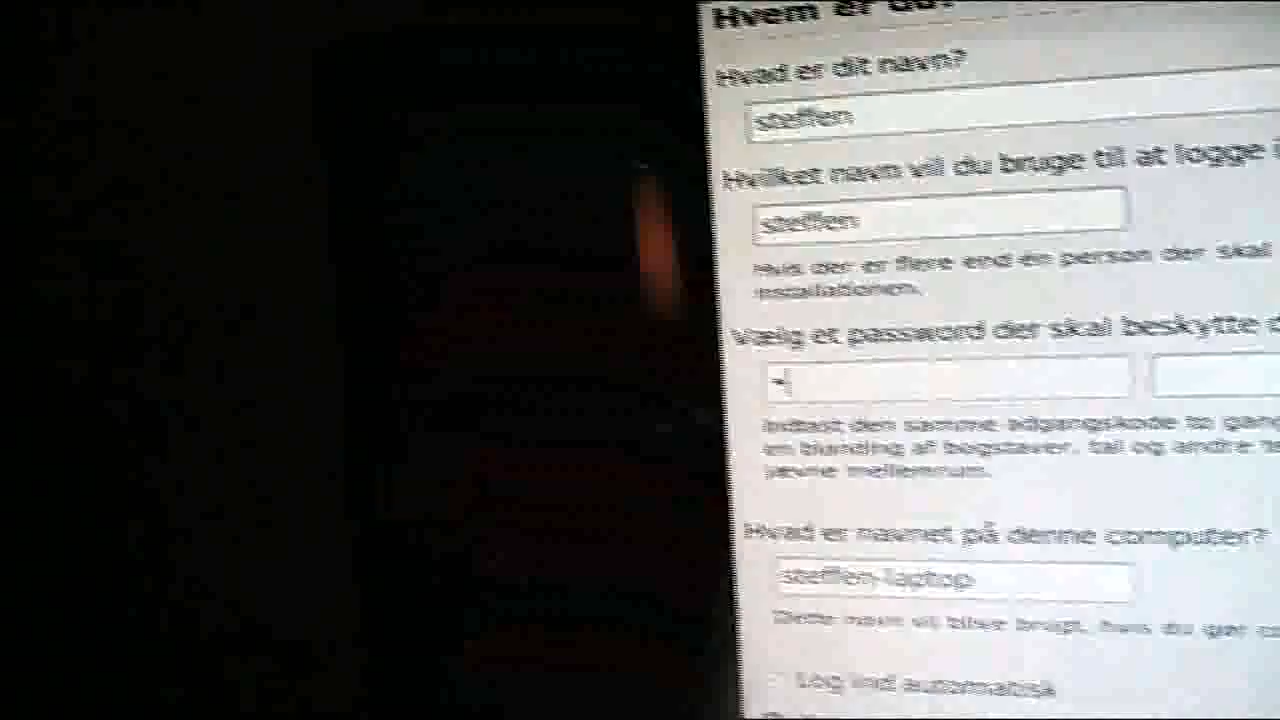 Hvem er du?
Hvad er dit navn?
steffen
Hvilket navn vil du bruge til at logge
steffen
Hvis der er flere end en person der skal
installationen.
Vælg et password der skal beskytte
Indtast den samme adgangskode to
en blanding af bogstaver, tal og andre
jævne mellemrum.
Hvad er navnet på denne computer?
steffen-laptop
Dette navn vil blive brugt, hvis du gør
Log ind automatisk